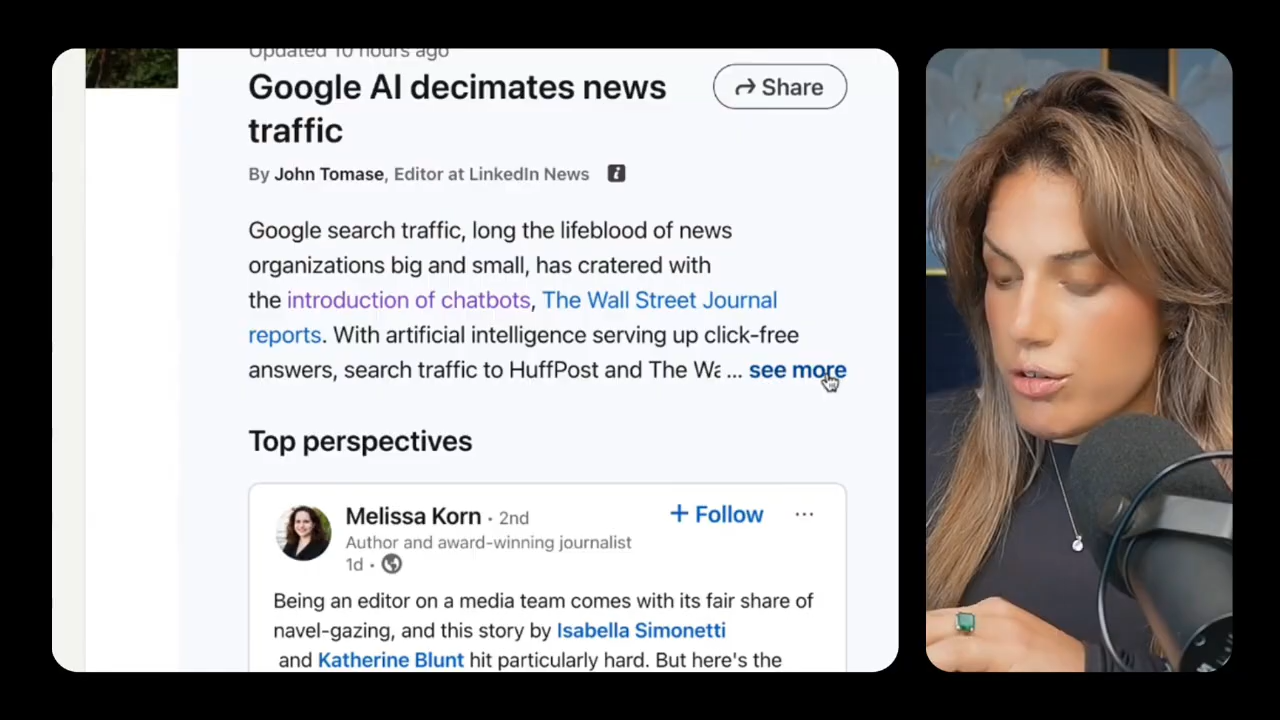 Updated 10 hours ago
Google AI decimates news
traffic
Share
By John Tomase, Editor at LinkedIn News
Google search traffic, long the lifeblood of news
organizations big and small, has cratered with
the introduction of chatbots, The Wall Street Journal
reports. With artificial intelligence serving up click-free
answers, search traffic to HuffPost and The Wa ... see more
Top perspectives
Melissa Korn · 2nd
+ Follow
...
Author and award-winning journalist
1d ·
Being an editor on a media team comes with its fair share of
navel-gazing, and this story by Isabella Simonetti
and Katherine Blunt hit particularly hard. But here's the